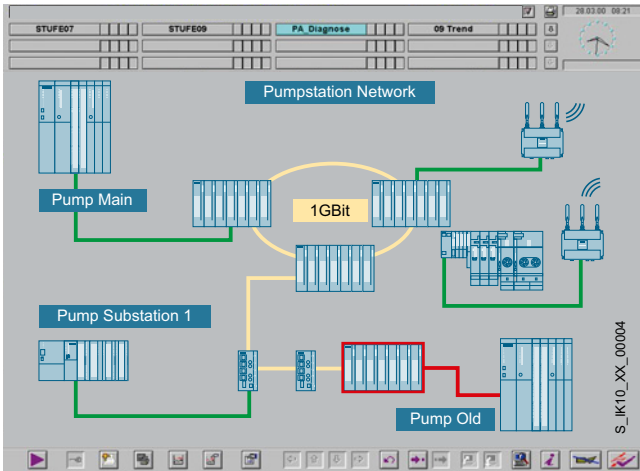 28.03.00 08:21
STUFE07 STUFE09 PA_Diagnose 09 Trend
Pumpstation Network
Pump Main
1GBit
Pump Substation 1
Pump Old
S_IK10_XX_00004